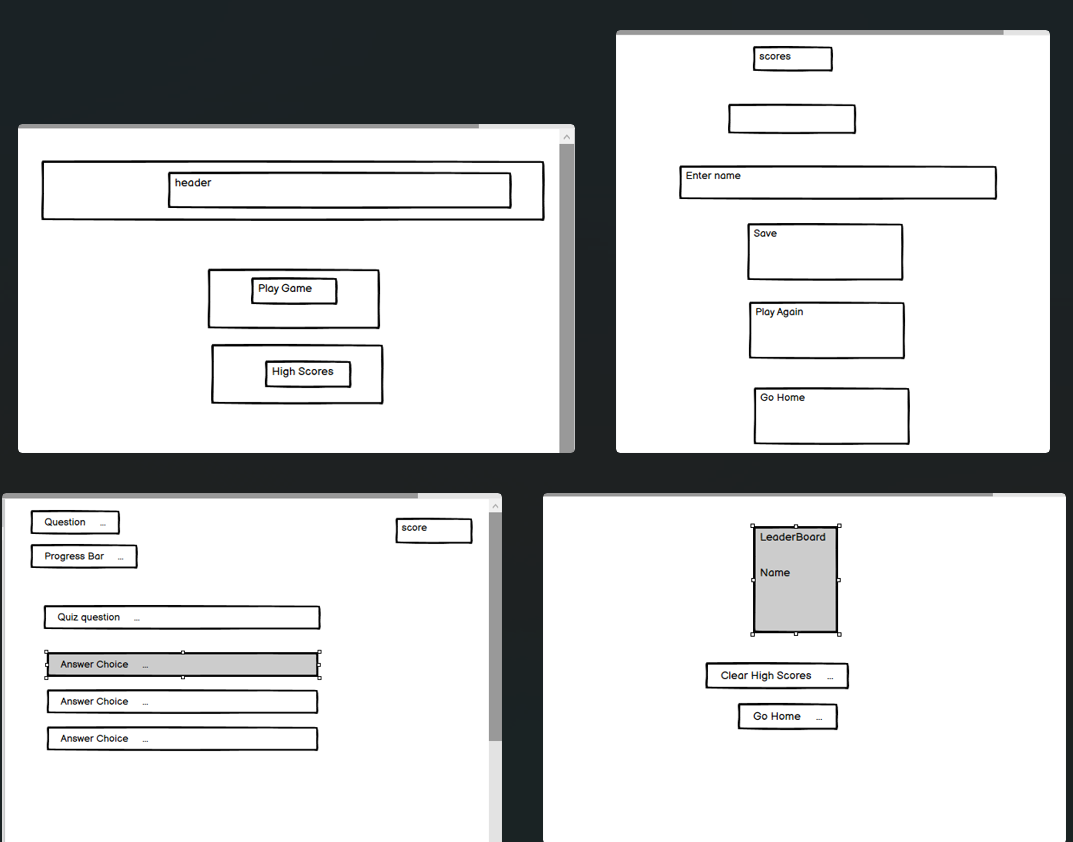 header
Play Game
High Scores
scores
Enter name
Save
Play Again
Go Home
Question ...
Progress Bar ...
score
Quiz question ...
Answer Choice ...
Answer Choice ...
Answer Choice ...
LeaderBoard
Name
Clear High Scores ...
Go Home ...